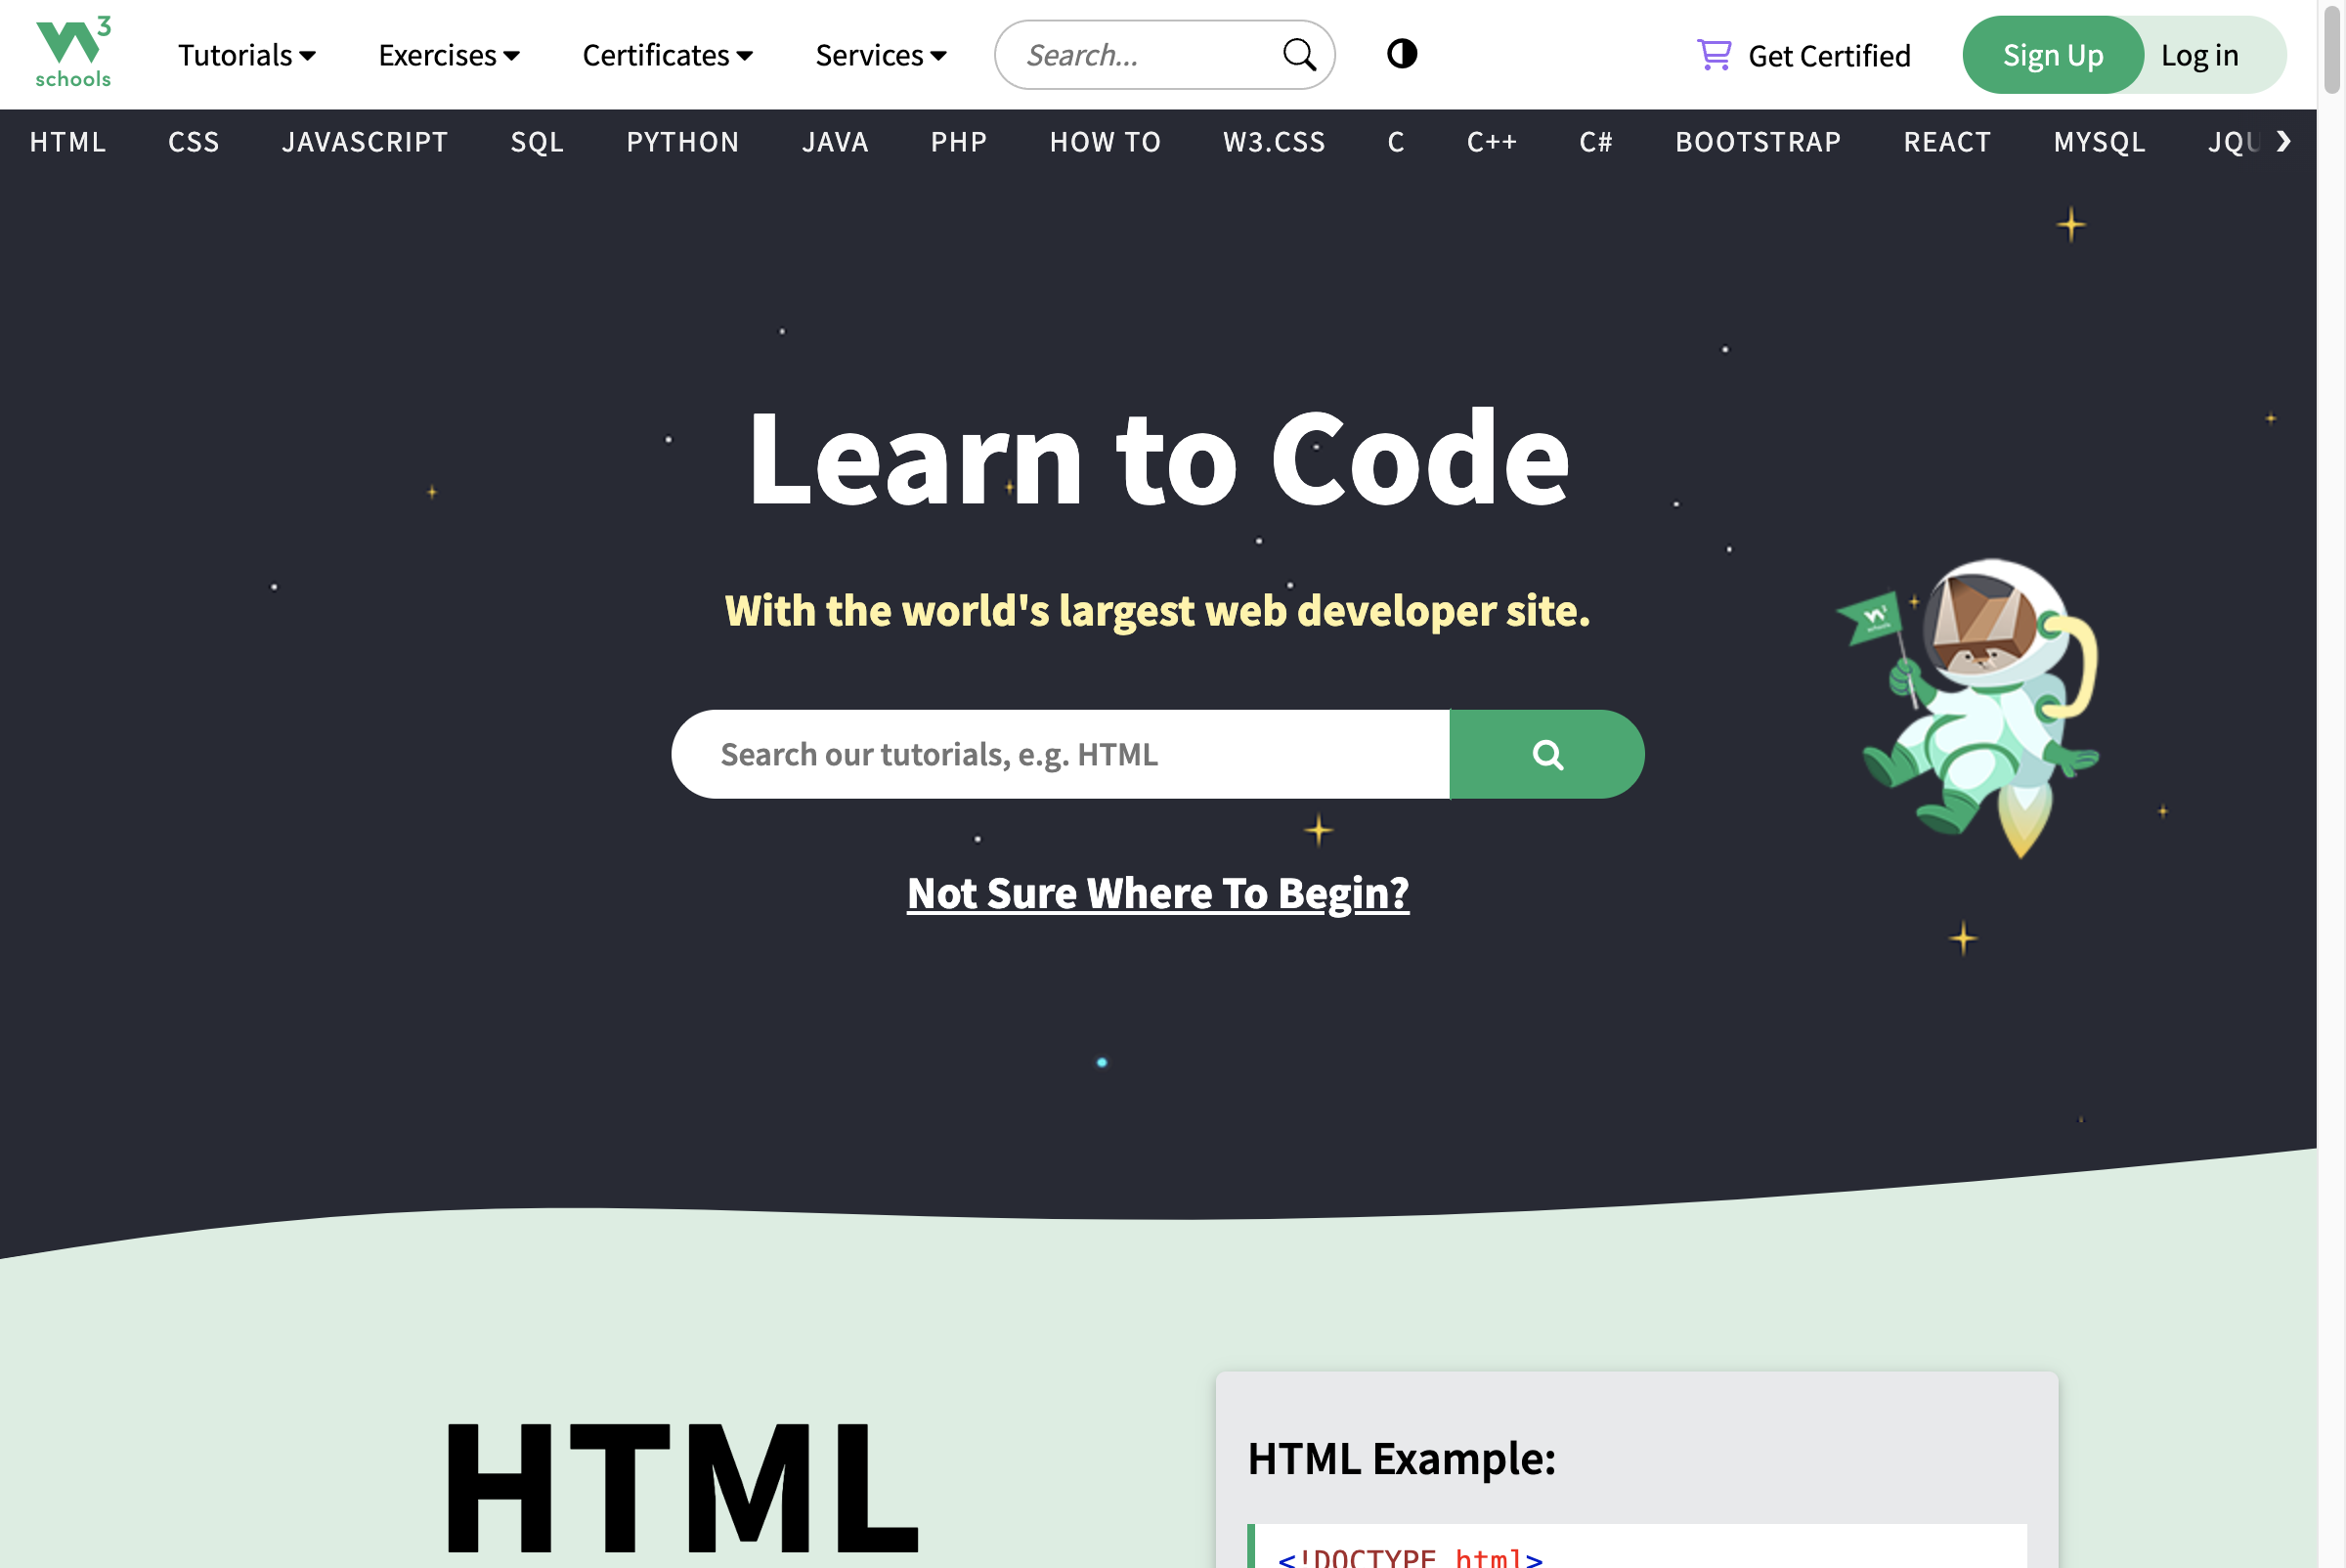 W3 schools
Tutorials Exercises Certificates Services Search... Get Certified Sign Up Log in
HTML CSS JAVASCRIPT SQL PYTHON JAVA PHP HOW TO W3.CSS C C++ C# BOOTSTRAP REACT MYSQL JQU
Learn to Code
With the world's largest web developer site.
W3 schools
Search our tutorials, e.g. HTML
Not Sure Where To Begin?
HTML
HTML Example:
<!DOCTYPE html>